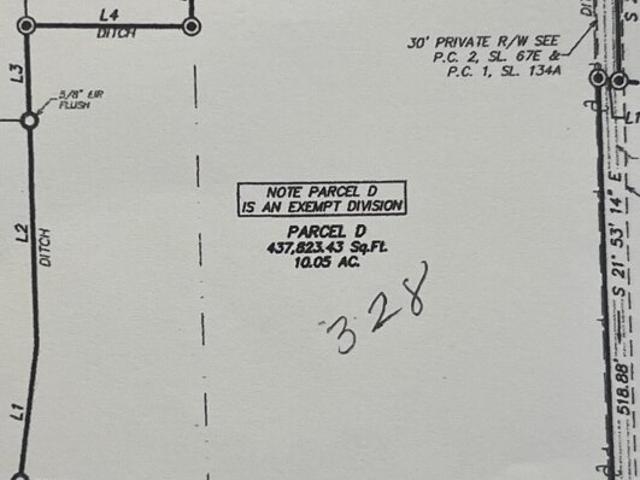 L4
DITCH
L3
5/8" EIR
FLUSH
30' PRIVATE R/W SEE
P.C. 2, SL. 67E &
P.C. 1, SL. 134A
NOTE PARCEL D
IS AN EXEMPT DIVISION
PARCEL D
437,823.43 Sq.Ft.
10.05 AC.
328
L2
DITCH
L1
518.88'
S 21° 53' 14" E
L1